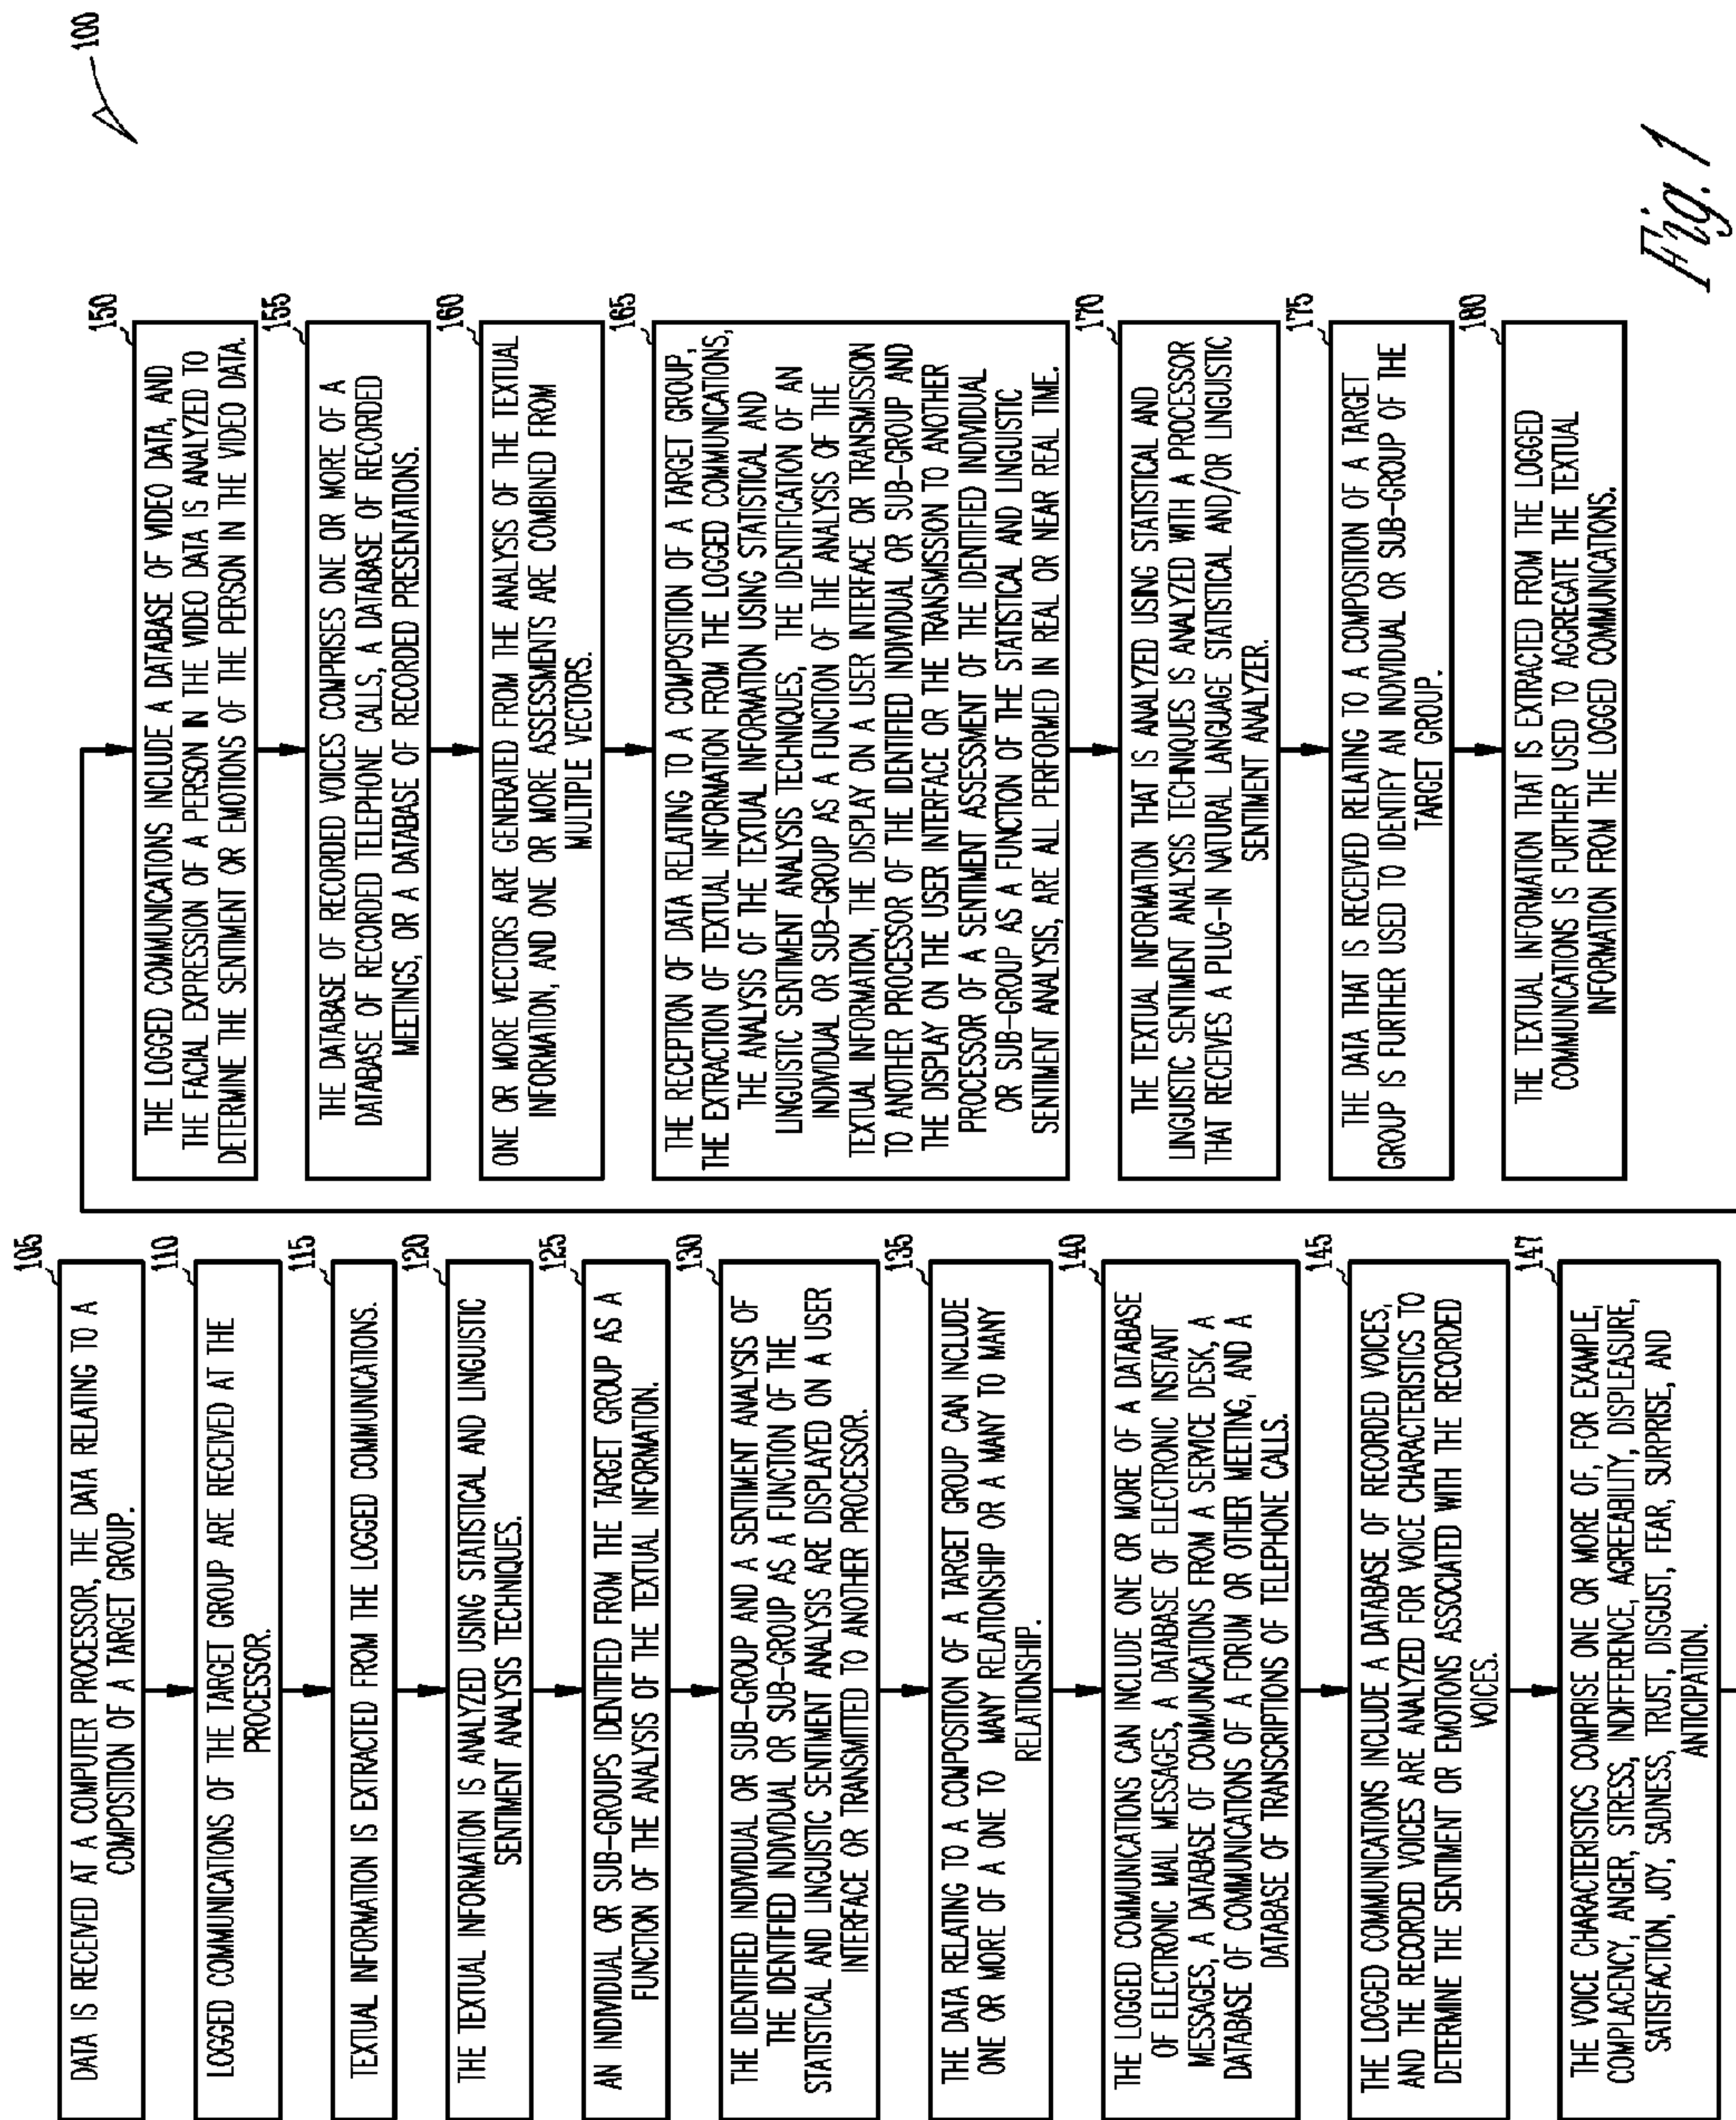 100
105
DATA IS RECEIVED AT A COMPUTER PROCESSOR, THE DATA RELATING TO A
COMPOSITION OF A TARGET GROUP.
110
LOGGED COMMUNICATIONS OF THE TARGET GROUP ARE RECEIVED AT THE
PROCESSOR.
115
TEXTUAL INFORMATION IS EXTRACTED FROM THE LOGGED COMMUNICATIONS.
120
THE TEXTUAL INFORMATION IS ANALYZED USING STATISTICAL AND LINGUISTIC
SENTIMENT ANALYSIS TECHNIQUES.
125
AN INDIVIDUAL OR SUB-GROUPS IDENTIFIED FROM THE TARGET GROUP AS A
FUNCTION OF THE ANALYSIS OF THE TEXTUAL INFORMATION.
130
THE IDENTIFIED INDIVIDUAL OR SUB-GROUP AND A SENTIMENT ANALYSIS OF
THE IDENTIFIED INDIVIDUAL OR SUB-GROUP AS A FUNCTION OF THE
STATISTICAL AND LINGUISTIC SENTIMENT ANALYSIS ARE DISPLAYED ON A USER
INTERFACE OR TRANSMITTED TO ANOTHER PROCESSOR.
135
THE DATA RELATING TO A COMPOSITION OF A TARGET GROUP CAN INCLUDE
ONE OR MORE OF A ONE TO MANY RELATIONSHIP OR A MANY TO MANY
RELATIONSHIP.
140
THE LOGGED COMMUNICATIONS CAN INCLUDE ONE OR MORE OF A DATABASE
OF ELECTRONIC MAIL MESSAGES, A DATABASE OF ELECTRONIC INSTANT
MESSAGES, A DATABASE OF COMMUNICATIONS FROM A SERVICE DESK, A
DATABASE OF COMMUNICATIONS OF A FORUM OR OTHER MEETING, AND A
DATABASE OF TRANSCRIPTIONS OF TELEPHONE CALLS.
145
THE LOGGED COMMUNICATIONS INCLUDE A DATABASE OF RECORDED VOICES,
AND THE RECORDED VOICES ARE ANALYZED FOR VOICE CHARACTERISTICS TO
DETERMINE THE SENTIMENT OR EMOTIONS ASSOCIATED WITH THE RECORDED
VOICES.
147
THE VOICE CHARACTERISTICS COMPRISE ONE OR MORE OF, FOR EXAMPLE,
COMPLACENCY, ANGER, STRESS, INDIFFERENCE, AGREEABILITY, DISPLEASURE,
SATISFACTION, JOY, SADNESS, TRUST, DISGUST, FEAR, SURPRISE, AND
ANTICIPATION.
150
THE LOGGED COMMUNICATIONS INCLUDE A DATABASE OF VIDEO DATA, AND
THE FACIAL EXPRESSION OF A PERSON IN THE VIDEO DATA IS ANALYZED TO
DETERMINE THE SENTIMENT OR EMOTIONS OF THE PERSON IN THE VIDEO DATA.
155
THE DATABASE OF RECORDED VOICES COMPRISES ONE OR MORE OF A
DATABASE OF RECORDED TELEPHONE CALLS, A DATABASE OF RECORDED
MEETINGS, OR A DATABASE OF RECORDED PRESENTATIONS.
160
ONE OR MORE VECTORS ARE GENERATED FROM THE ANALYSIS OF THE TEXTUAL
INFORMATION, AND ONE OR MORE ASSESSMENTS ARE COMBINED FROM
MULTIPLE VECTORS.
165
THE RECEPTION OF DATA RELATING TO A COMPOSITION OF A TARGET GROUP,
THE EXTRACTION OF TEXTUAL INFORMATION FROM THE LOGGED COMMUNICATIONS,
THE ANALYSIS OF THE TEXTUAL INFORMATION USING STATISTICAL AND
LINGUISTIC SENTIMENT ANALYSIS TECHNIQUES, THE IDENTIFICATION OF AN
INDIVIDUAL OR SUB-GROUP AS A FUNCTION OF THE ANALYSIS OF THE
TEXTUAL INFORMATION, THE DISPLAY ON A USER INTERFACE OR TRANSMISSION
TO ANOTHER PROCESSOR OF THE IDENTIFIED INDIVIDUAL OR SUB-GROUP AND
THE DISPLAY ON THE USER INTERFACE OR THE TRANSMISSION TO ANOTHER
PROCESSOR OF A SENTIMENT ASSESSMENT OF THE IDENTIFIED INDIVIDUAL
OR SUB-GROUP AS A FUNCTION OF THE STATISTICAL AND LINGUISTIC
SENTIMENT ANALYSIS, ARE ALL PERFORMED IN REAL OR NEAR REAL TIME.
170
THE TEXTUAL INFORMATION THAT IS ANALYZED USING STATISTICAL AND
LINGUISTIC SENTIMENT ANALYSIS TECHNIQUES IS ANALYZED WITH A PROCESSOR
THAT RECEIVES A PLUG-IN NATURAL LANGUAGE STATISTICAL AND/OR LINGUISTIC
SENTIMENT ANALYZER.
175
THE DATA THAT IS RECEIVED RELATING TO A COMPOSITION OF A TARGET
GROUP IS FURTHER USED TO IDENTIFY AN INDIVIDUAL OR SUB-GROUP OF THE
TARGET GROUP.
180
THE TEXTUAL INFORMATION THAT IS EXTRACTED FROM THE LOGGED
COMMUNICATIONS IS FURTHER USED TO AGGREGATE THE TEXTUAL
INFORMATION FROM THE LOGGED COMMUNICATIONS.
Fig. 1